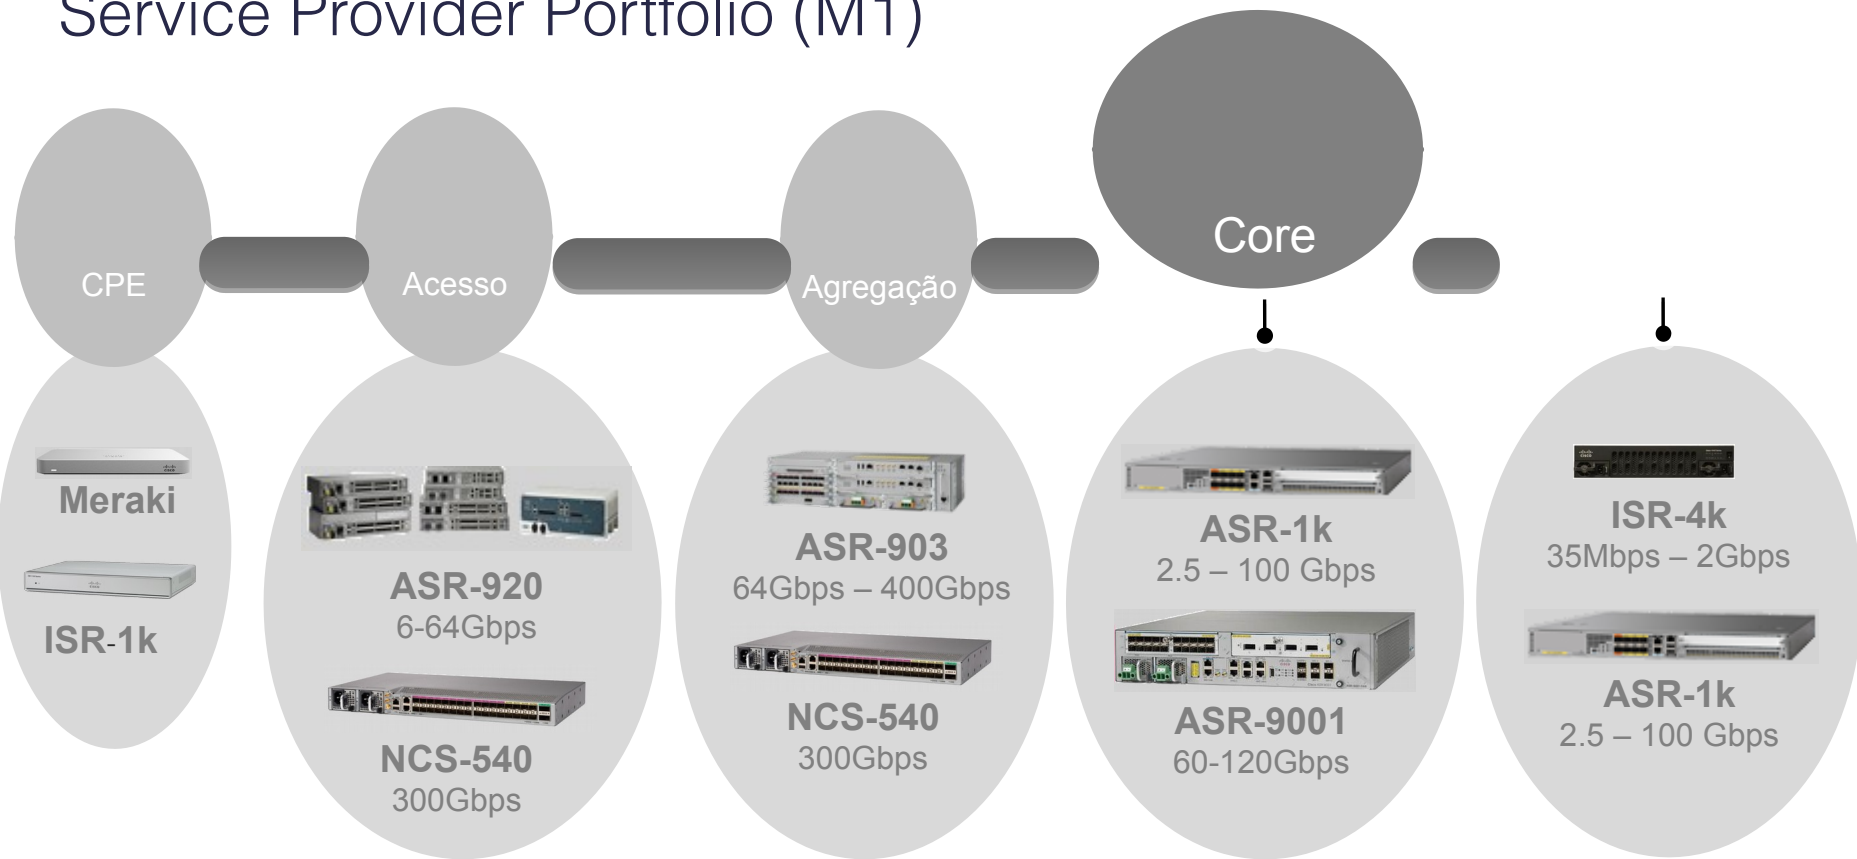 Service Provider Portfolio (M1)
CPE
Acesso
Agregação
Core
Meraki
ISR-1k
ASR-920
6-64Gbps
NCS-540
300Gbps
ASR-903
64Gbps – 400Gbps
NCS-540
300Gbps
ASR-1k
2.5 – 100 Gbps
ASR-9001
60-120Gbps
ISR-4k
35Mbps – 2Gbps
ASR-1k
2.5 – 100 Gbps